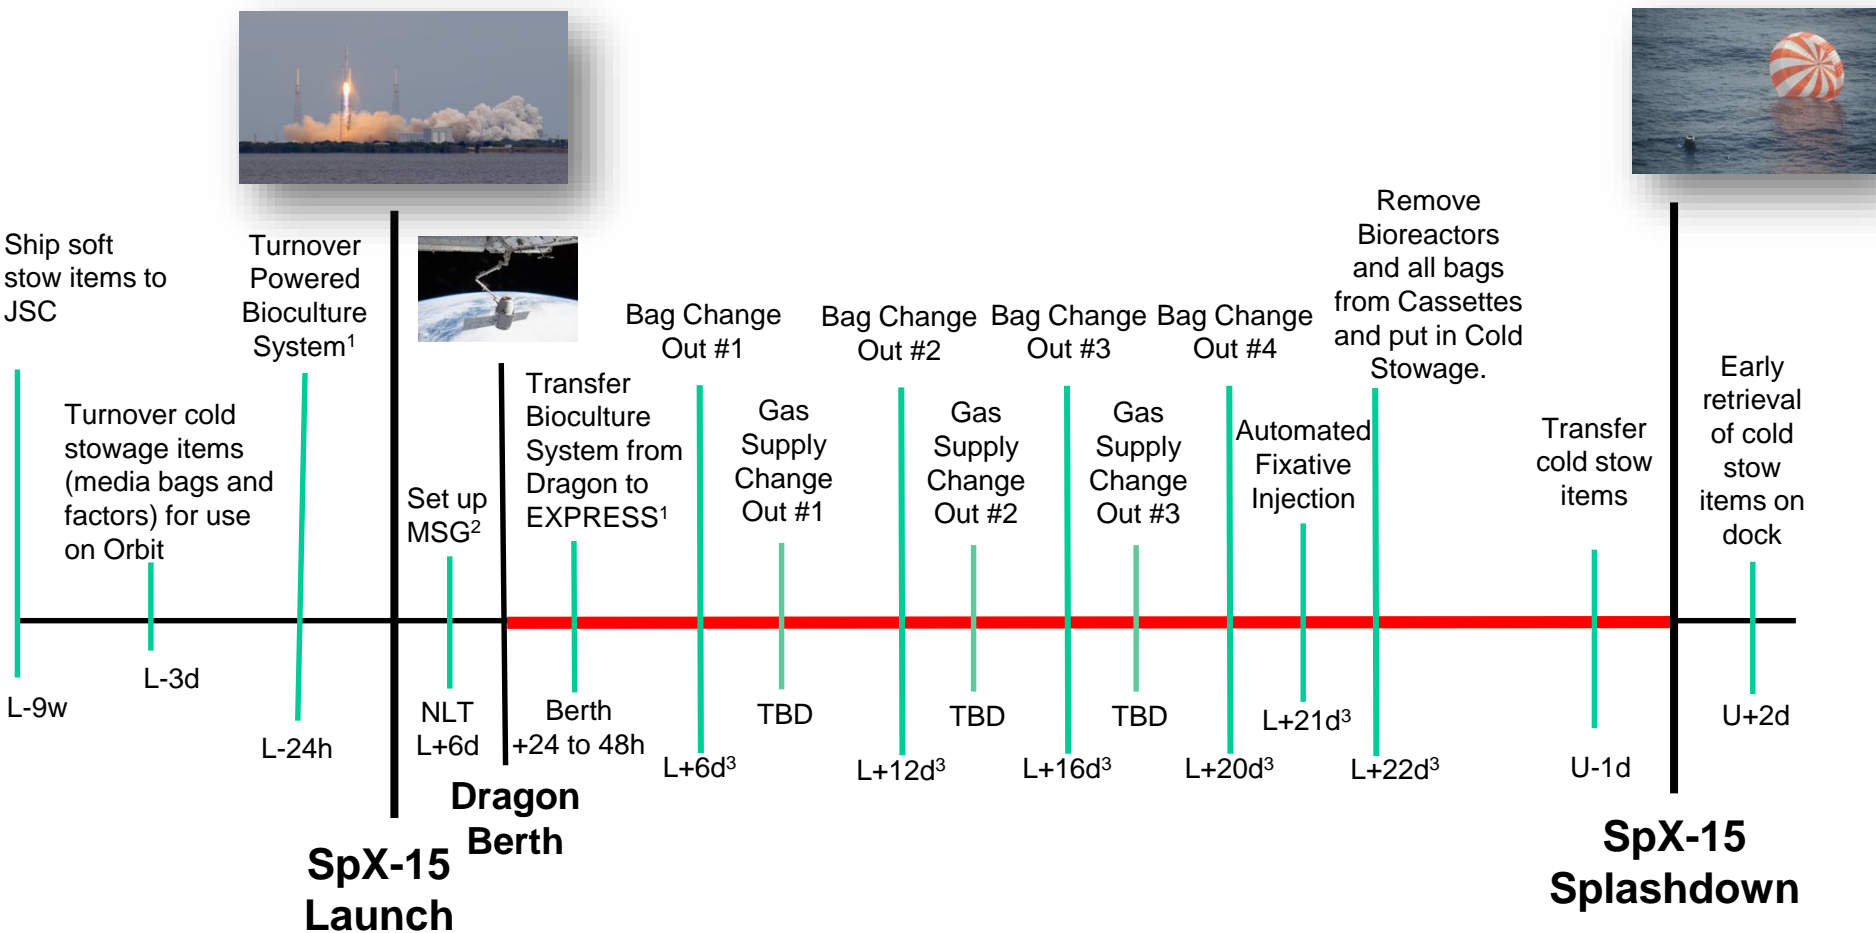 Ship soft
stow items to
JSC
L-9w
Turnover cold
stowage items
(media bags and
factors) for use
on Orbit
L-3d
Turnover
Powered
Bioculture
System¹
L-24h
SpX-15
Launch
Set up
MSG²
NLT
L+6d
Dragon
Berth
Transfer
Bioculture
System from
Dragon to
EXPRESS¹
Berth
+24 to 48h
Bag Change
Out #1
L+6d³
Gas
Supply
Change
Out #1
TBD
Bag Change
Out #2
L+12d³
Gas
Supply
Change
Out #2
TBD
Bag Change
Out #3
L+16d³
Gas
Supply
Change
Out #3
TBD
Bag Change
Out #4
L+20d³
Automated
Fixative
Injection
L+21d³
Remove
Bioreactors
and all bags
from Cassettes
and put in Cold
Stowage.
L+22d³
Transfer
cold stow
items
U-1d
SpX-15
Splashdown
Early
retrieval
of cold
stow
items on
dock
U+2d